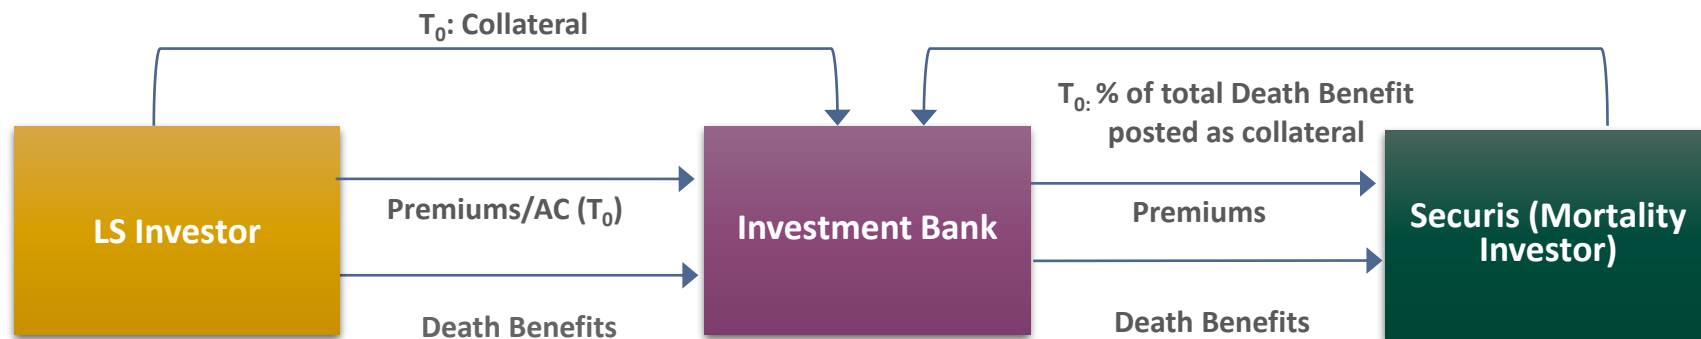 T₀: Collateral
T₀: % of total Death Benefit
posted as collateral
LS Investor
Premiums/AC (T₀)
Death Benefits
Investment Bank
Premiums
Death Benefits
Securis (Mortality
Investor)